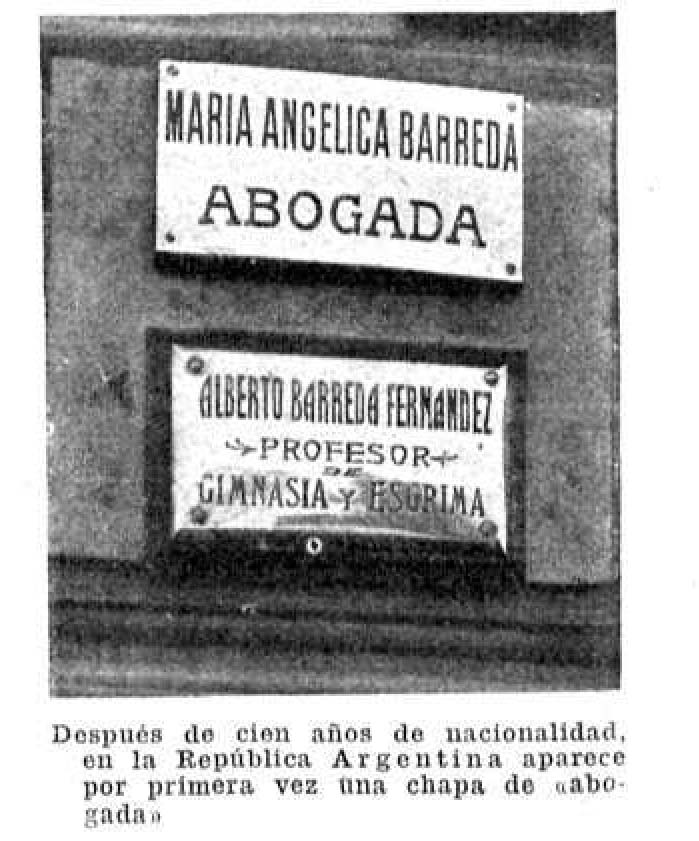 MARIA ANGELICA BARREDA
ABOGADA
ALBERTO BARREDA FERNANDEZ
PROFESOR
DE
GIMNASIA Y ESGRIMA
Después de cien años de nacionalidad,
en la República Argentina aparece
por primera vez una chapa de «abo-
gada»